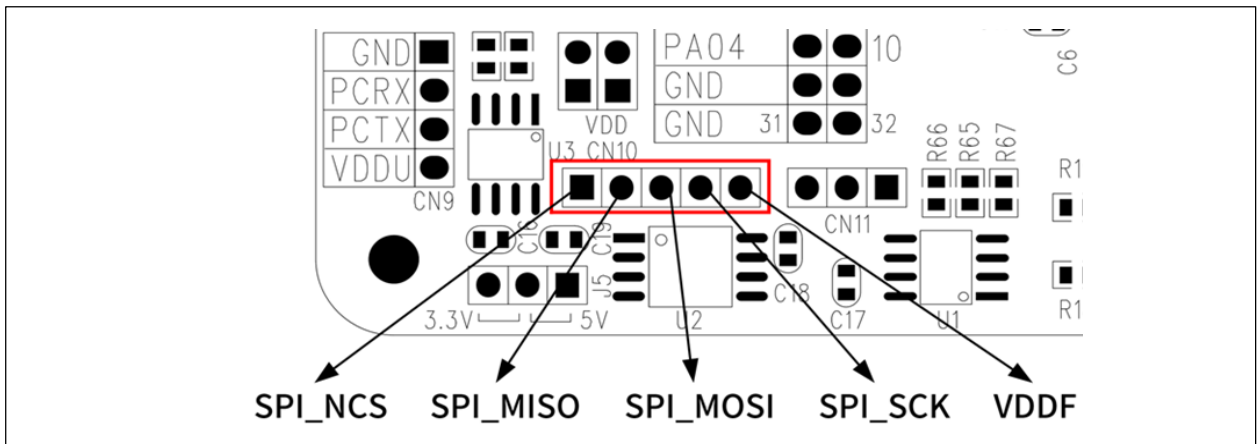 GND
PCRX
PCTX
VDDU
CN9
U3
VDD
CN10
PA04
10
GND
GND
31
32
C6
R66
R65
R67
R1
CN11
C16
C19
J5
3.3V
5V
U2
C18
C17
U1
R1
SPI_NCS SPI_MISO SPI_MOSI SPI_SCK VDDF